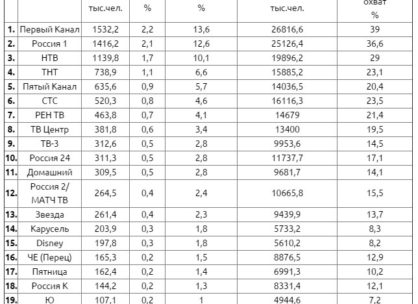 охват
тыс.чел. % % тыс.чел. %
1. Первый Канал 1532,2 2,2 13,6 26816,6 39
2. Россия 1 1416,2 2,1 12,6 25126,4 36,6
3. НТВ 1139,8 1,7 10,1 19896,2 29
4. ТНТ 738,9 1,1 6,6 15885,2 23,1
5. Пятый Канал 635,6 0,9 5,7 14036,5 20,4
6. СТС 520,3 0,8 4,6 16116,3 23,5
7. РЕН ТВ 463,8 0,7 4,1 14679 21,4
8. ТВ Центр 381,8 0,6 3,4 13400 19,5
9. ТВ-3 312,6 0,5 2,8 9953,6 14,5
10. Россия 24 311,3 0,5 2,8 11737,7 17,1
11. Домашний 309,5 0,5 2,8 9681,7 14,1
Россия 2/
12. МАТЧ ТВ 264,5 0,4 2,4 10665,8 15,5
13. Звезда 261,4 0,4 2,3 9439,9 13,7
14. Карусель 203,9 0,3 1,8 5733,2 8,3
15. Disney 197,8 0,3 1,8 5610,2 8,2
16. ЧЕ (Перец) 165,3 0,2 1,5 8876,5 12,9
17. Пятница 162,4 0,2 1,4 6991,3 10,2
18. Россия К 144,2 0,2 1,3 8331,4 12,1
19. Ю 107,1 0,2 1 4944,6 7,2